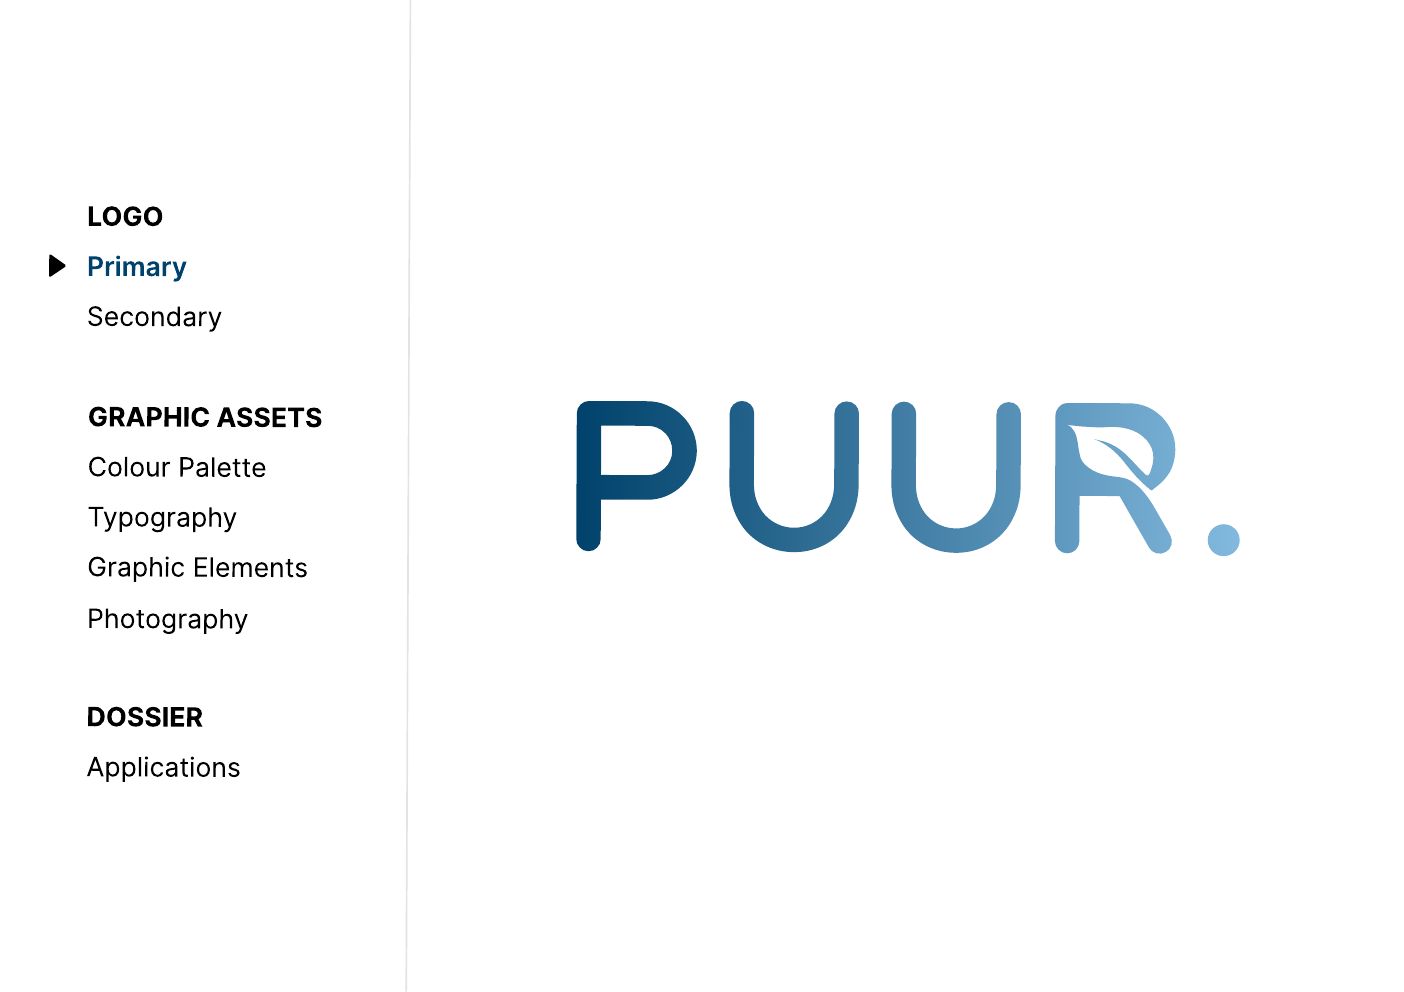 LOGO
Primary
Secondary
GRAPHIC ASSETS
Colour Palette
Typography
Graphic Elements
Photography
DOSSIER
Applications
PUUR.